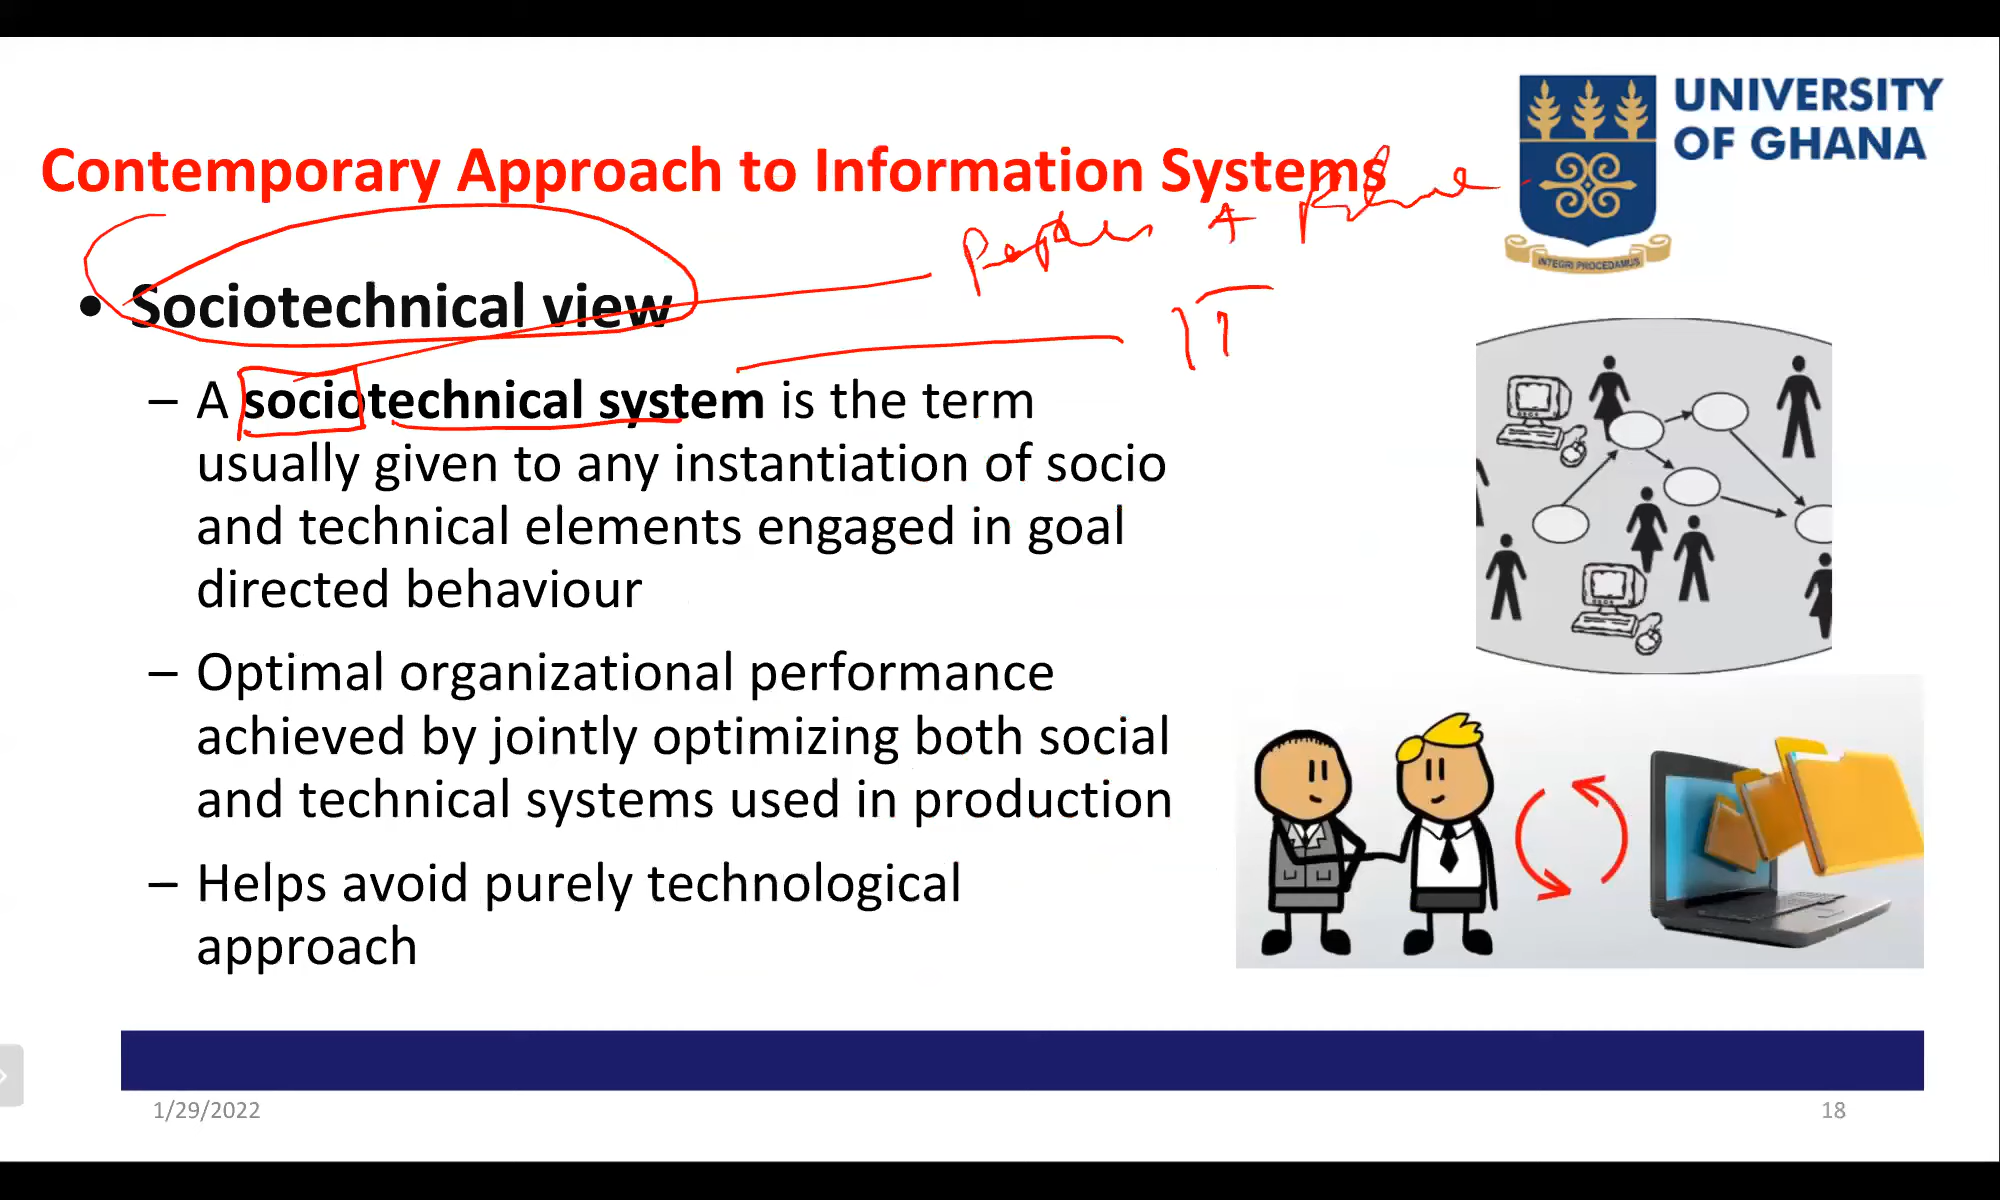 UNIVERSITY
OF GHANA
INTEGRI PROCEDAMUS
Contemporary Approach to Information Systems
+
IT
• Sociotechnical view
– A sociotechnical system is the term
usually given to any instantiation of socio
and technical elements engaged in goal
directed behaviour
– Optimal organizational performance
achieved by jointly optimizing both social
and technical systems used in production
– Helps avoid purely technological
approach
1/29/2022
18